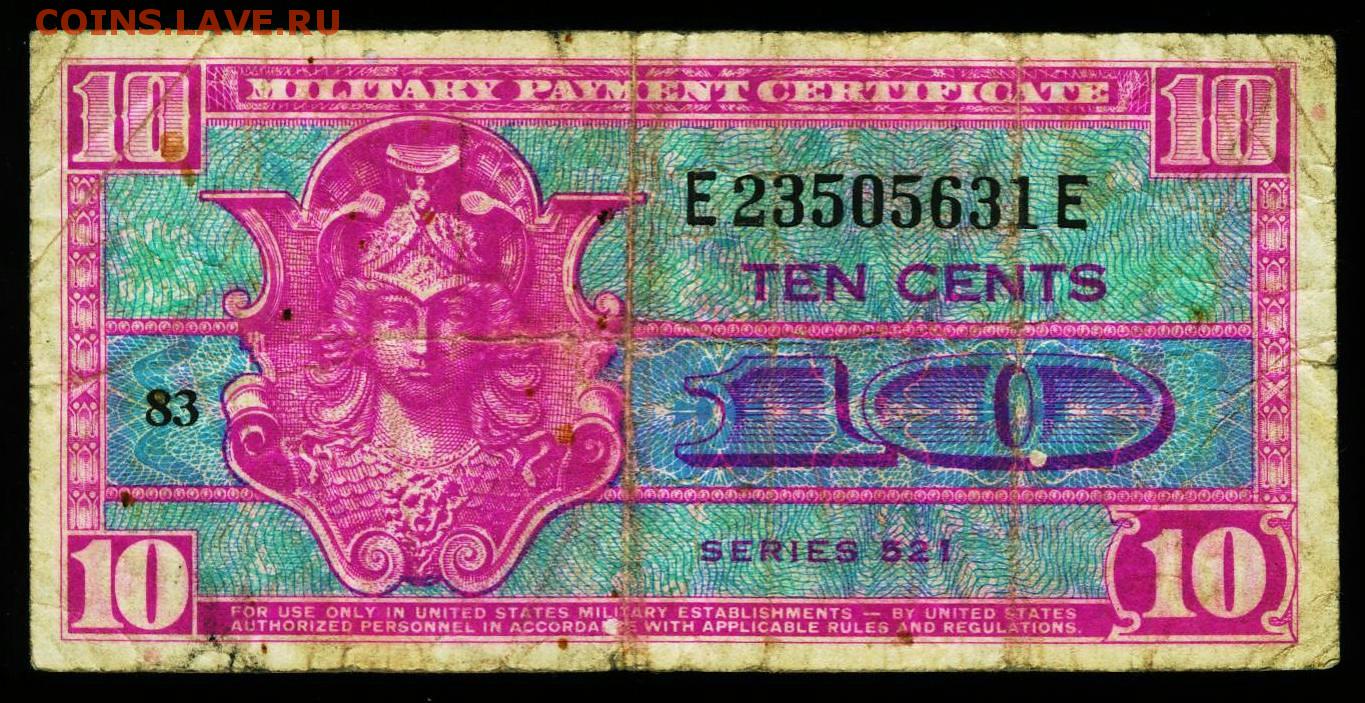 COINS.LAVE.RU
10 MILITARY PAYMENT CERTIFICATE 10
E23505631E
TEN CENTS
83
10
SERIES 521
10
10
FOR USE ONLY IN UNITED STATES MILITARY ESTABLISHMENTS — BY UNITED STATES
AUTHORIZED PERSONNEL IN ACCORDANCE WITH APPLICABLE RULES AND REGULATIONS.